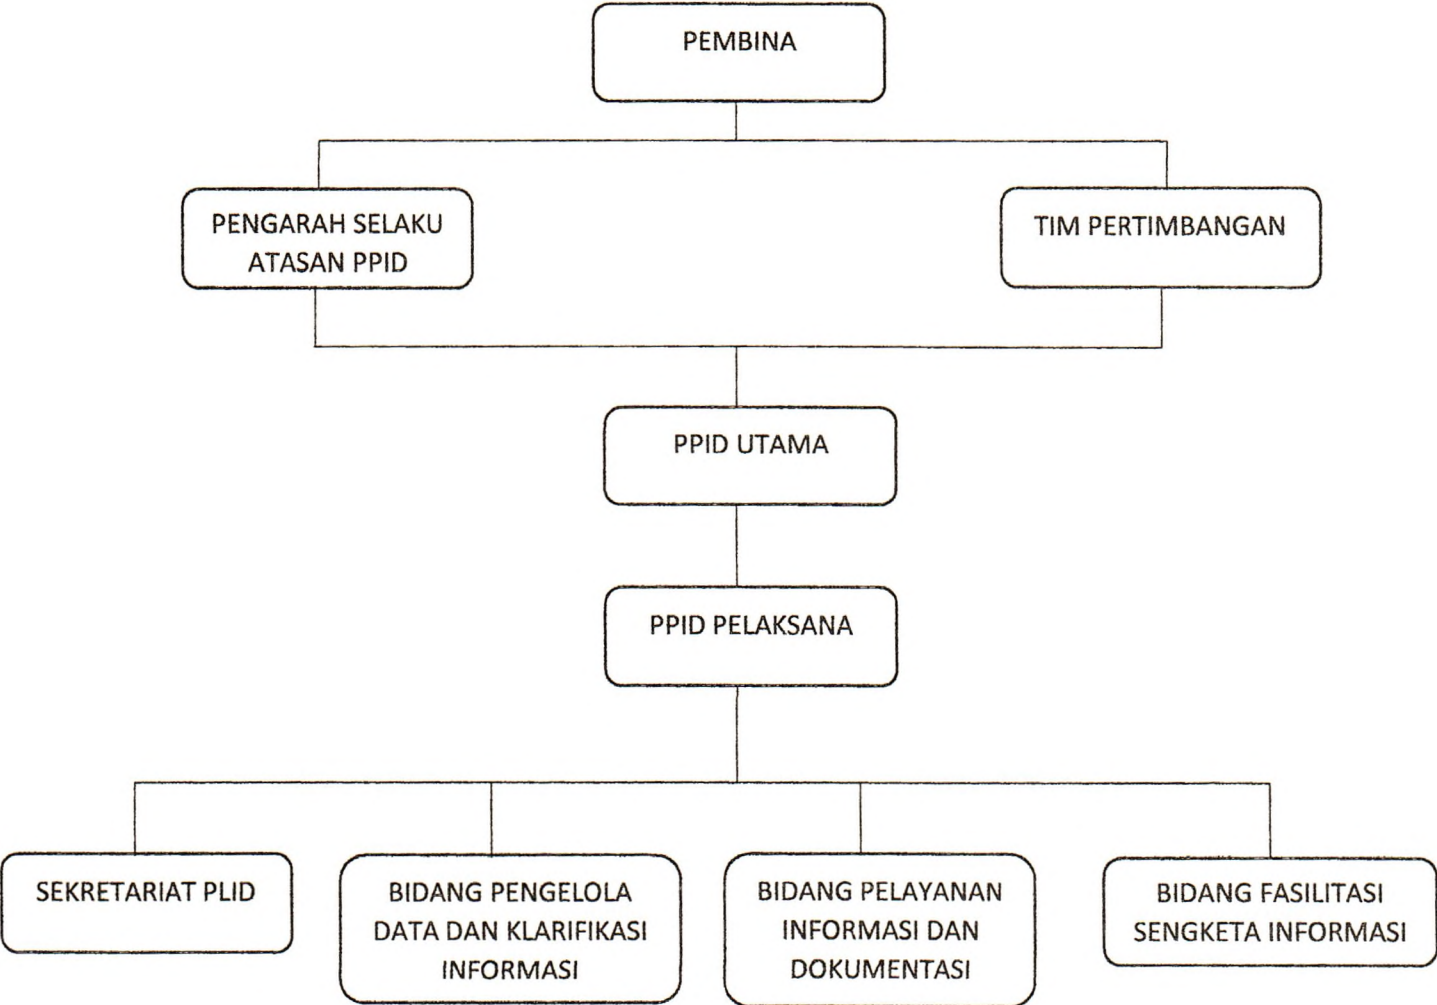 PEMBINA
PENGARAH SELAKU
ATASAN PPID
TIM PERTIMBANGAN
PPID UTAMA
PPID PELAKSANA
SEKRETARIAT PLID
BIDANG PENGELOLA
DATA DAN KLARIFIKASI
INFORMASI
BIDANG PELAYANAN
INFORMASI DAN
DOKUMENTASI
BIDANG FASILITASI
SENGKETA INFORMASI